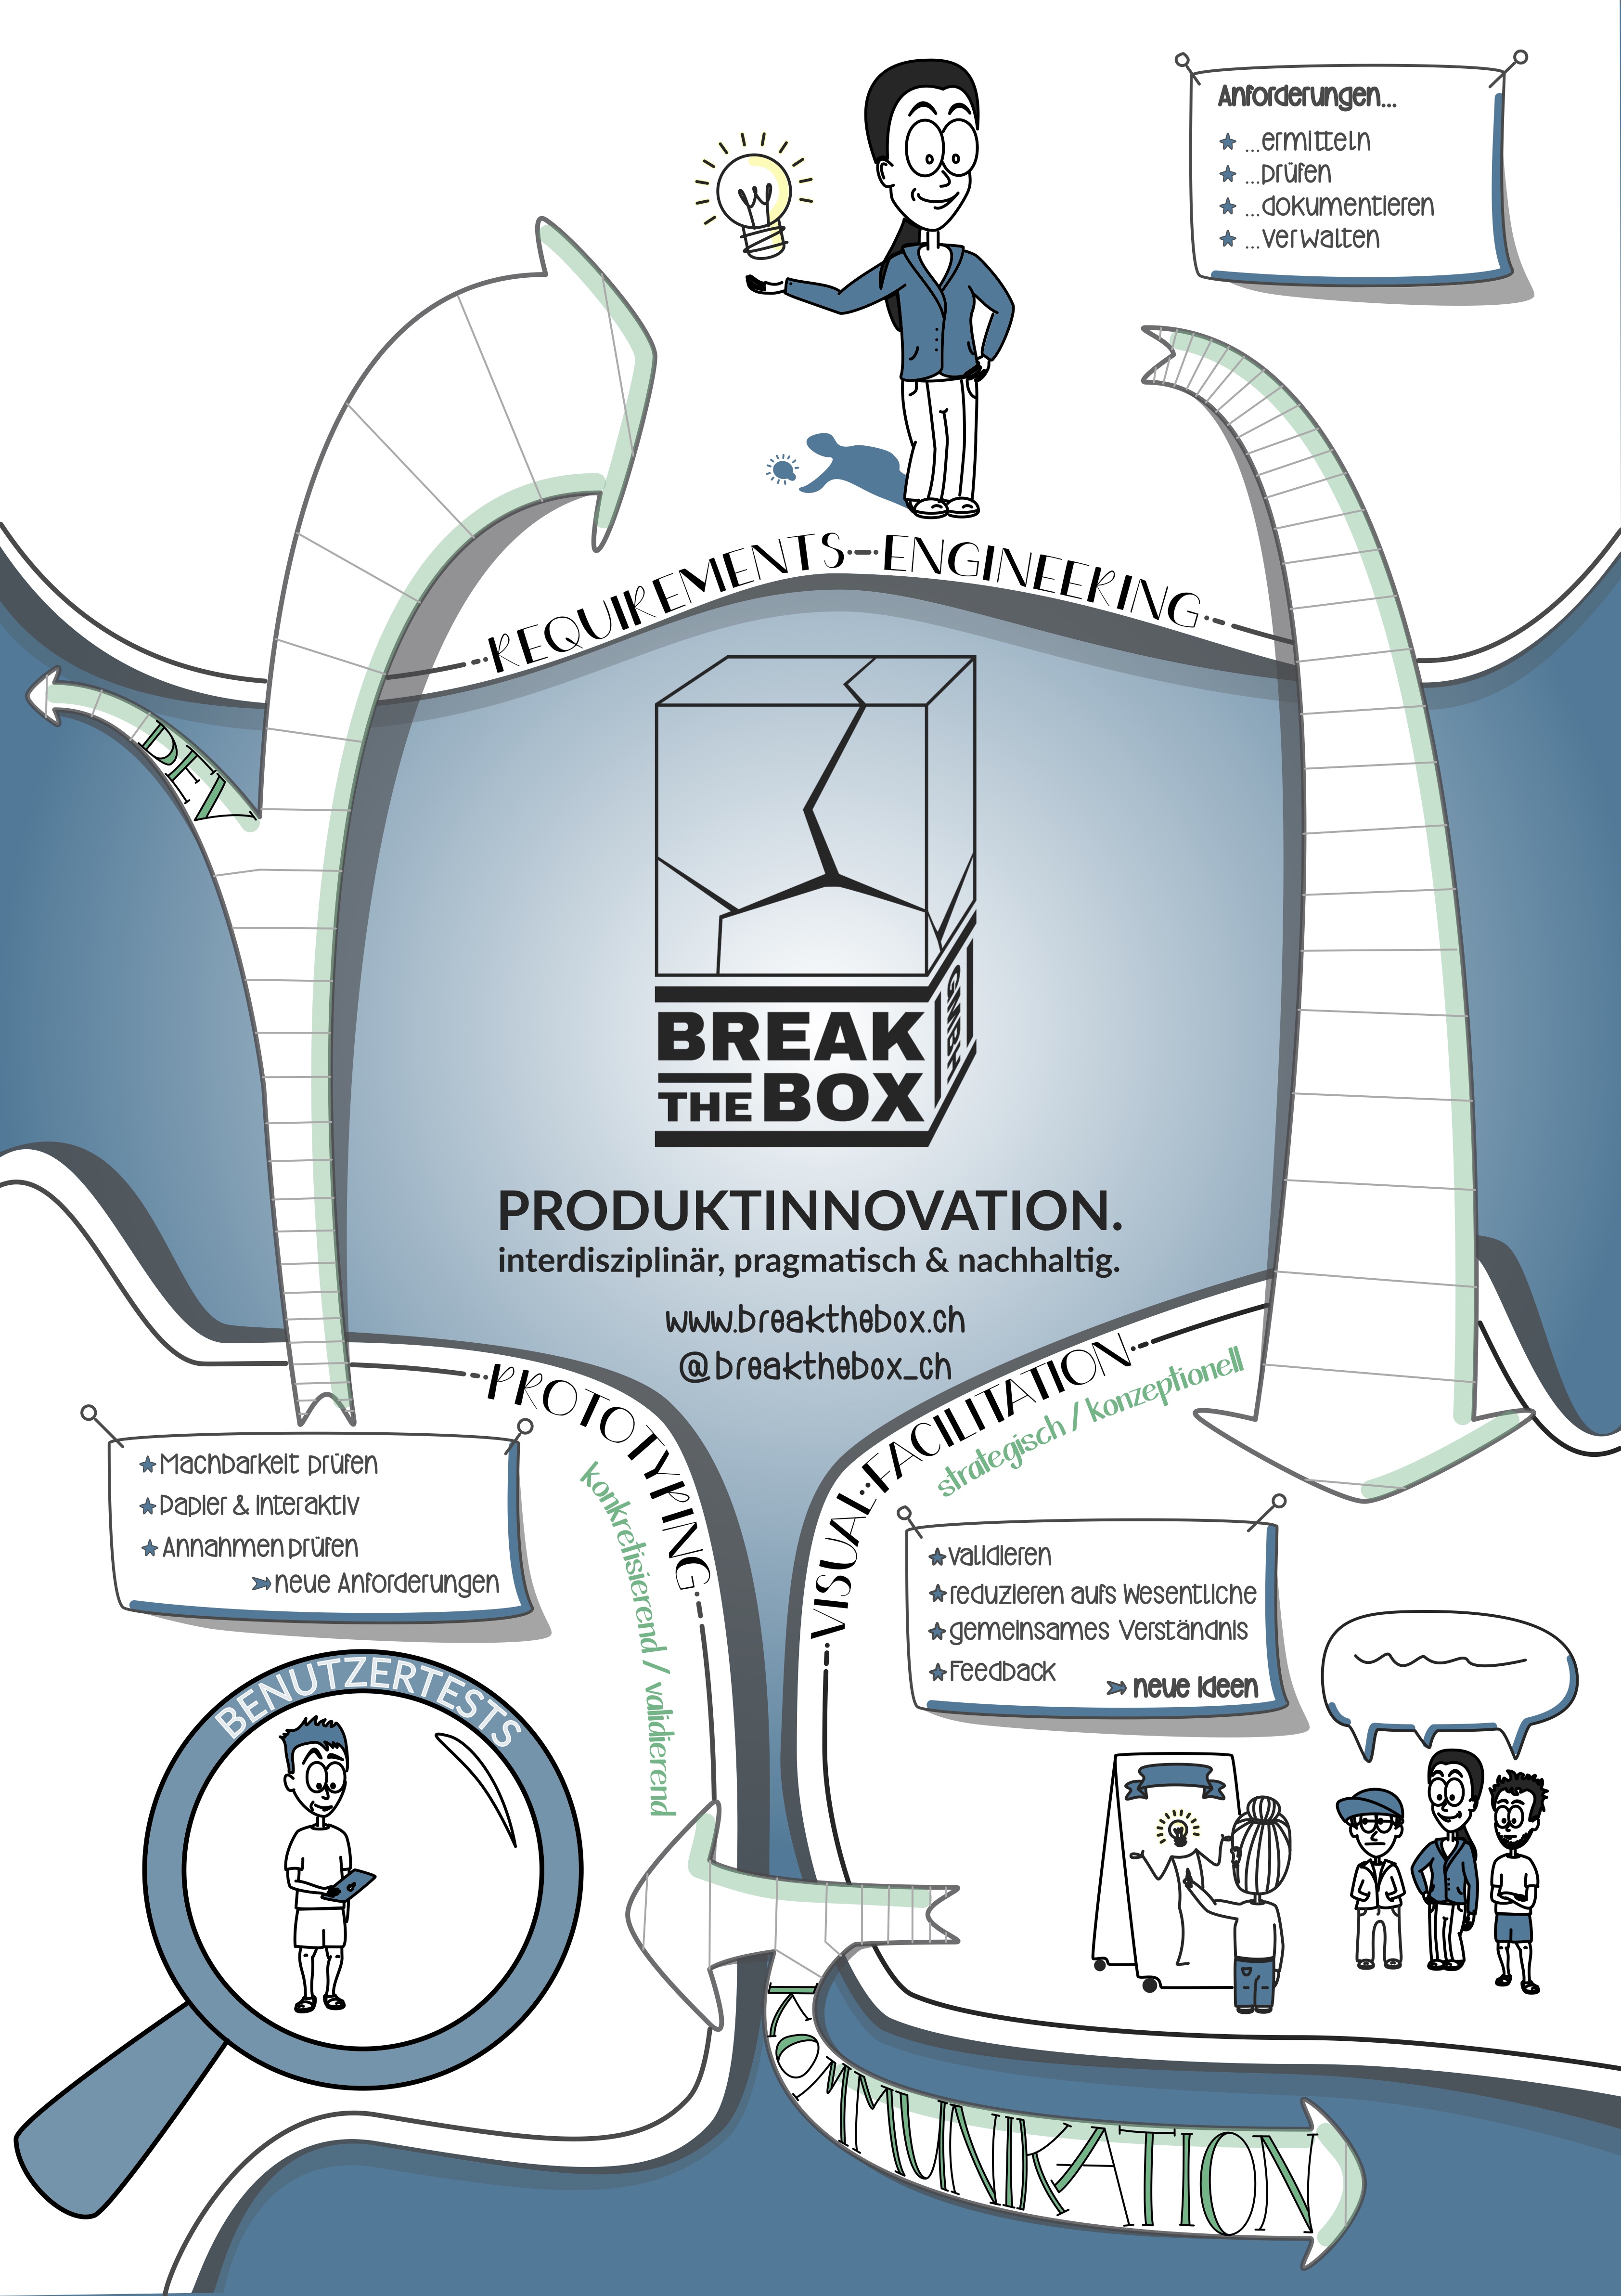 Anforderungen...
...ermitteln
...prüfen
...dokumentieren
...verwalten
REQUIREMENTS-ENGINEERING
DEV
BREAK
THE BOX
GMBH
PRODUKTINNOVATION.
interdisziplinär, pragmatisch & nachhaltig.
www.breakthebox.ch
@breakthebox_ch
PROTOTYPING
konkretisierend / validierend
Machbarkeit prüfen
Papier & Interaktiv
Annahmen prüfen
neue Anforderungen
BENUTZERTESTS
VISUAL-FACILITATION
strategisch / konzeptionell
validieren
reduzieren aufs Wesentliche
gemeinsames Verständnis
Feedback
neue Ideen
KOMMUNIKATION